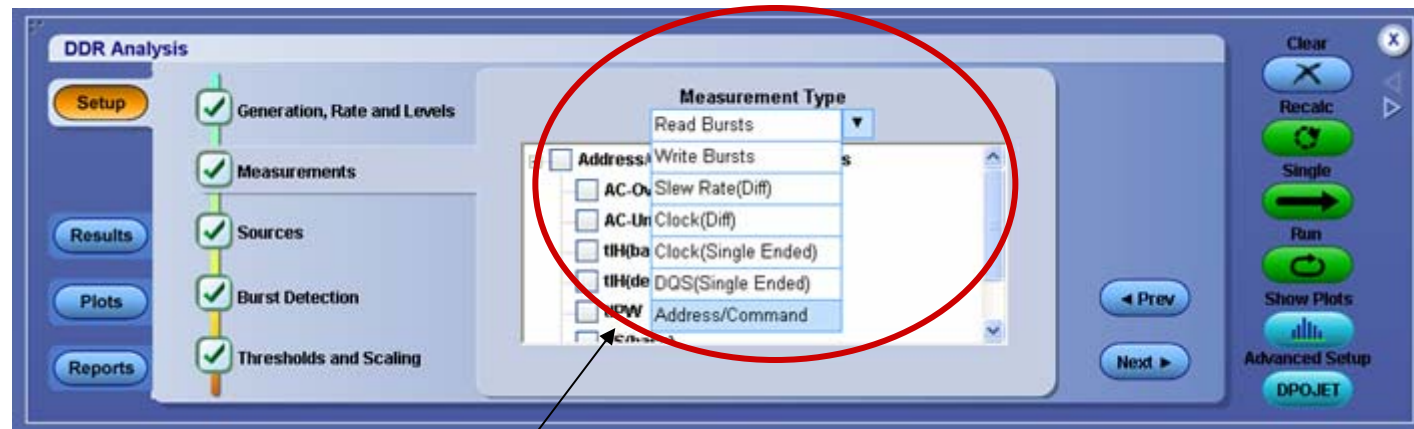 DDR Analysis
Setup
Results
Plots
Reports
Generation, Rate and Levels
Measurements
Sources
Burst Detection
Thresholds and Scaling
Measurement Type
Read Bursts
Write Bursts
Slew Rate(Diff)
Clock(Diff)
Clock(Single Ended)
DQS(Single Ended)
Address/Command
Address/
s
AC-Ov
AC-Un
tIH(ba
tIH(de
◄ Prev
Next ►
Clear
X
Recalc
Single
Run
Show Plots
Advanced Setup
DPOJET